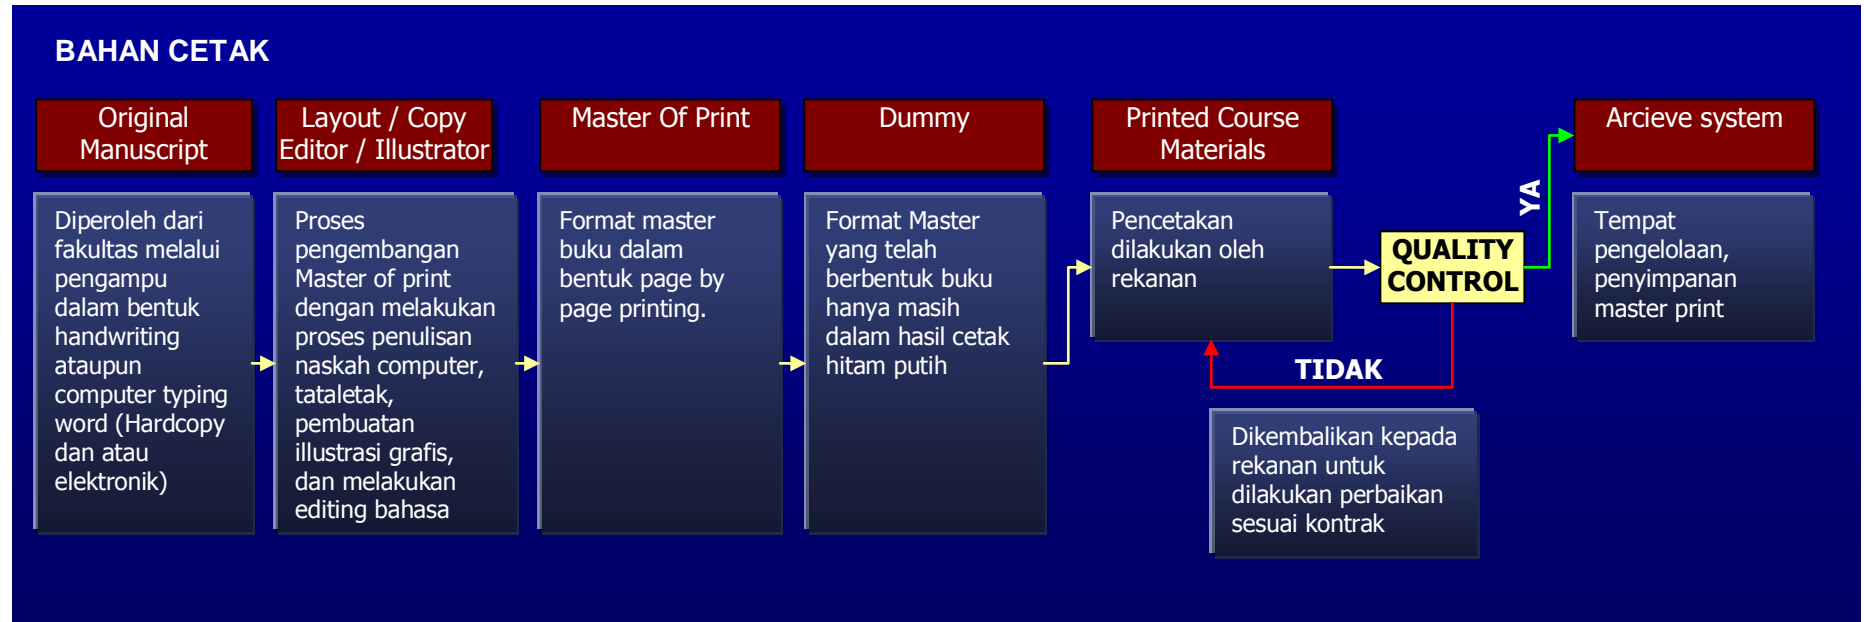 BAHAN CETAK
Original
Manuscript
Layout / Copy
Editor / Illustrator
Master Of Print
Dummy
Printed Course
Materials
Arcieve system
Diperoleh dari
fakultas melalui
pengampu
dalam bentuk
handwriting
ataupun
computer typing
word (Hardcopy
dan atau
elektronik)
Proses
pengembangan
Master of print
dengan melakukan
proses penulisan
naskah computer,
tataletak,
pembuatan
illustrasi grafis,
dan melakukan
editing bahasa
Format master
buku dalam
bentuk page by
page printing.
Format Master
yang telah
berbentuk buku
hanya masih
dalam hasil cetak
hitam putih
Pencetakan
dilakukan oleh
rekanan
QUALITY
CONTROL
YA
TIDAK
Tempat
pengelolaan,
penyimpanan
master print
Dikembalikan kepada
rekanan untuk
dilakukan perbaikan
sesuai kontrak